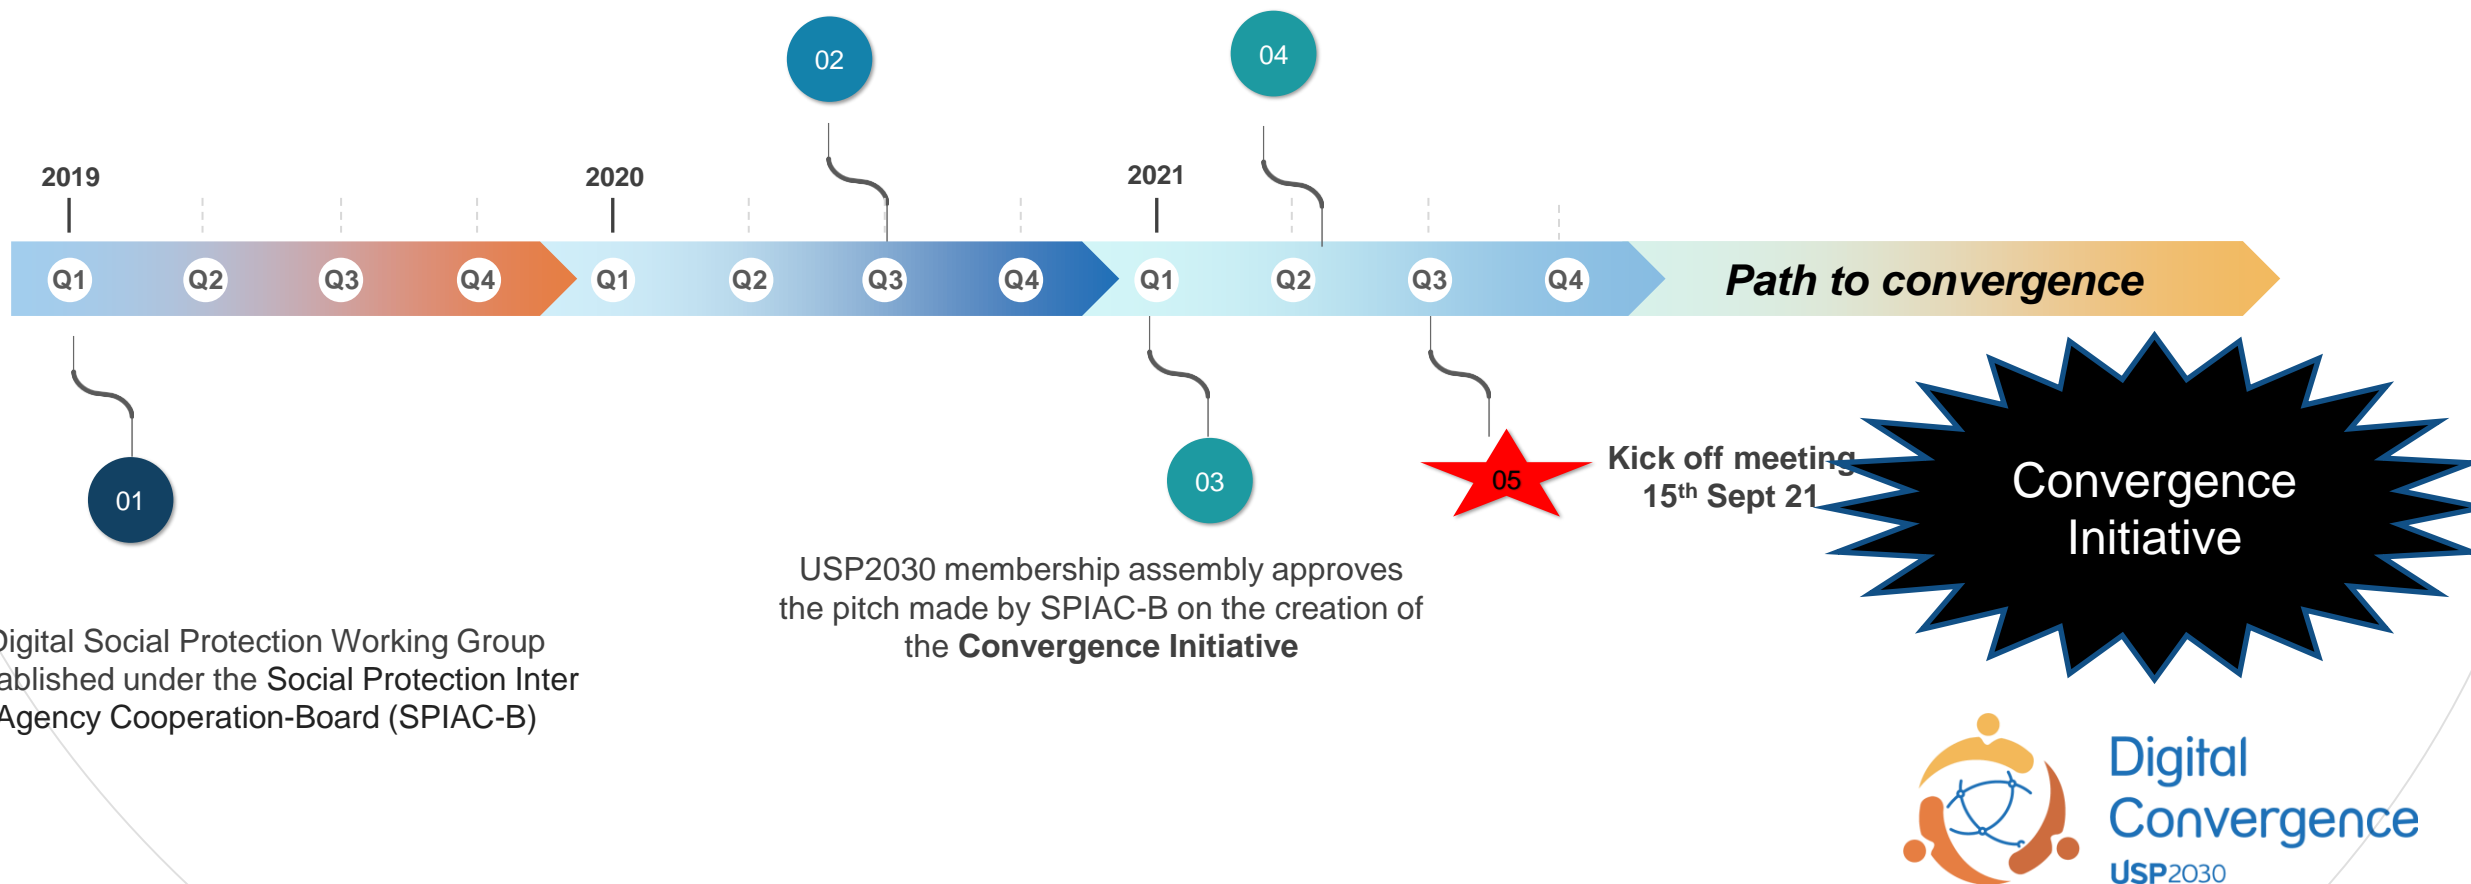 02
04
2019
2020
2021
Q1 Q2 Q3 Q4 Q1 Q2 Q3 Q4 Q1 Q2 Q3 Q4 Path to convergence
01
03
05
Kick off meeting
15th Sept 21
Convergence
Initiative
USP2030 membership assembly approves
the pitch made by SPIAC-B on the creation of
the Convergence Initiative
Digital Social Protection Working Group
ablished under the Social Protection Inter
Agency Cooperation-Board (SPIAC-B)
Digital
Convergence
USP2030